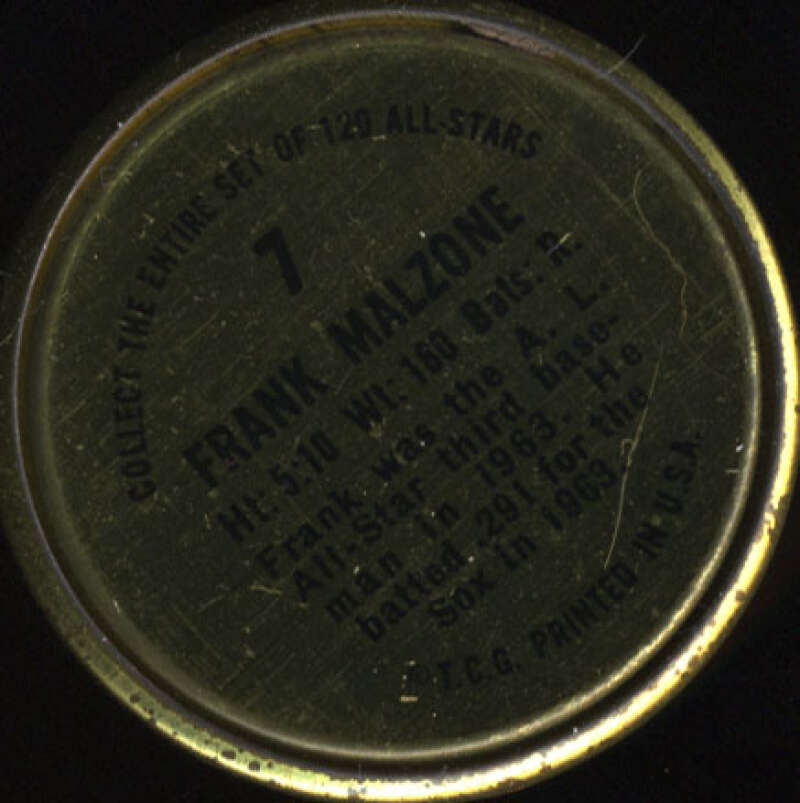 COLLECT THE ENTIRE SET OF 120 ALL-STARS
7
FRANK MALZONE
Ht: 5:10 Wt: 180 Bats: R.
Frank was the A. L.
All-Star third base-
man in 1963. He
batted .291 for the
Sox in 1963.
© T.C.G. PRINTED IN U.S.A.